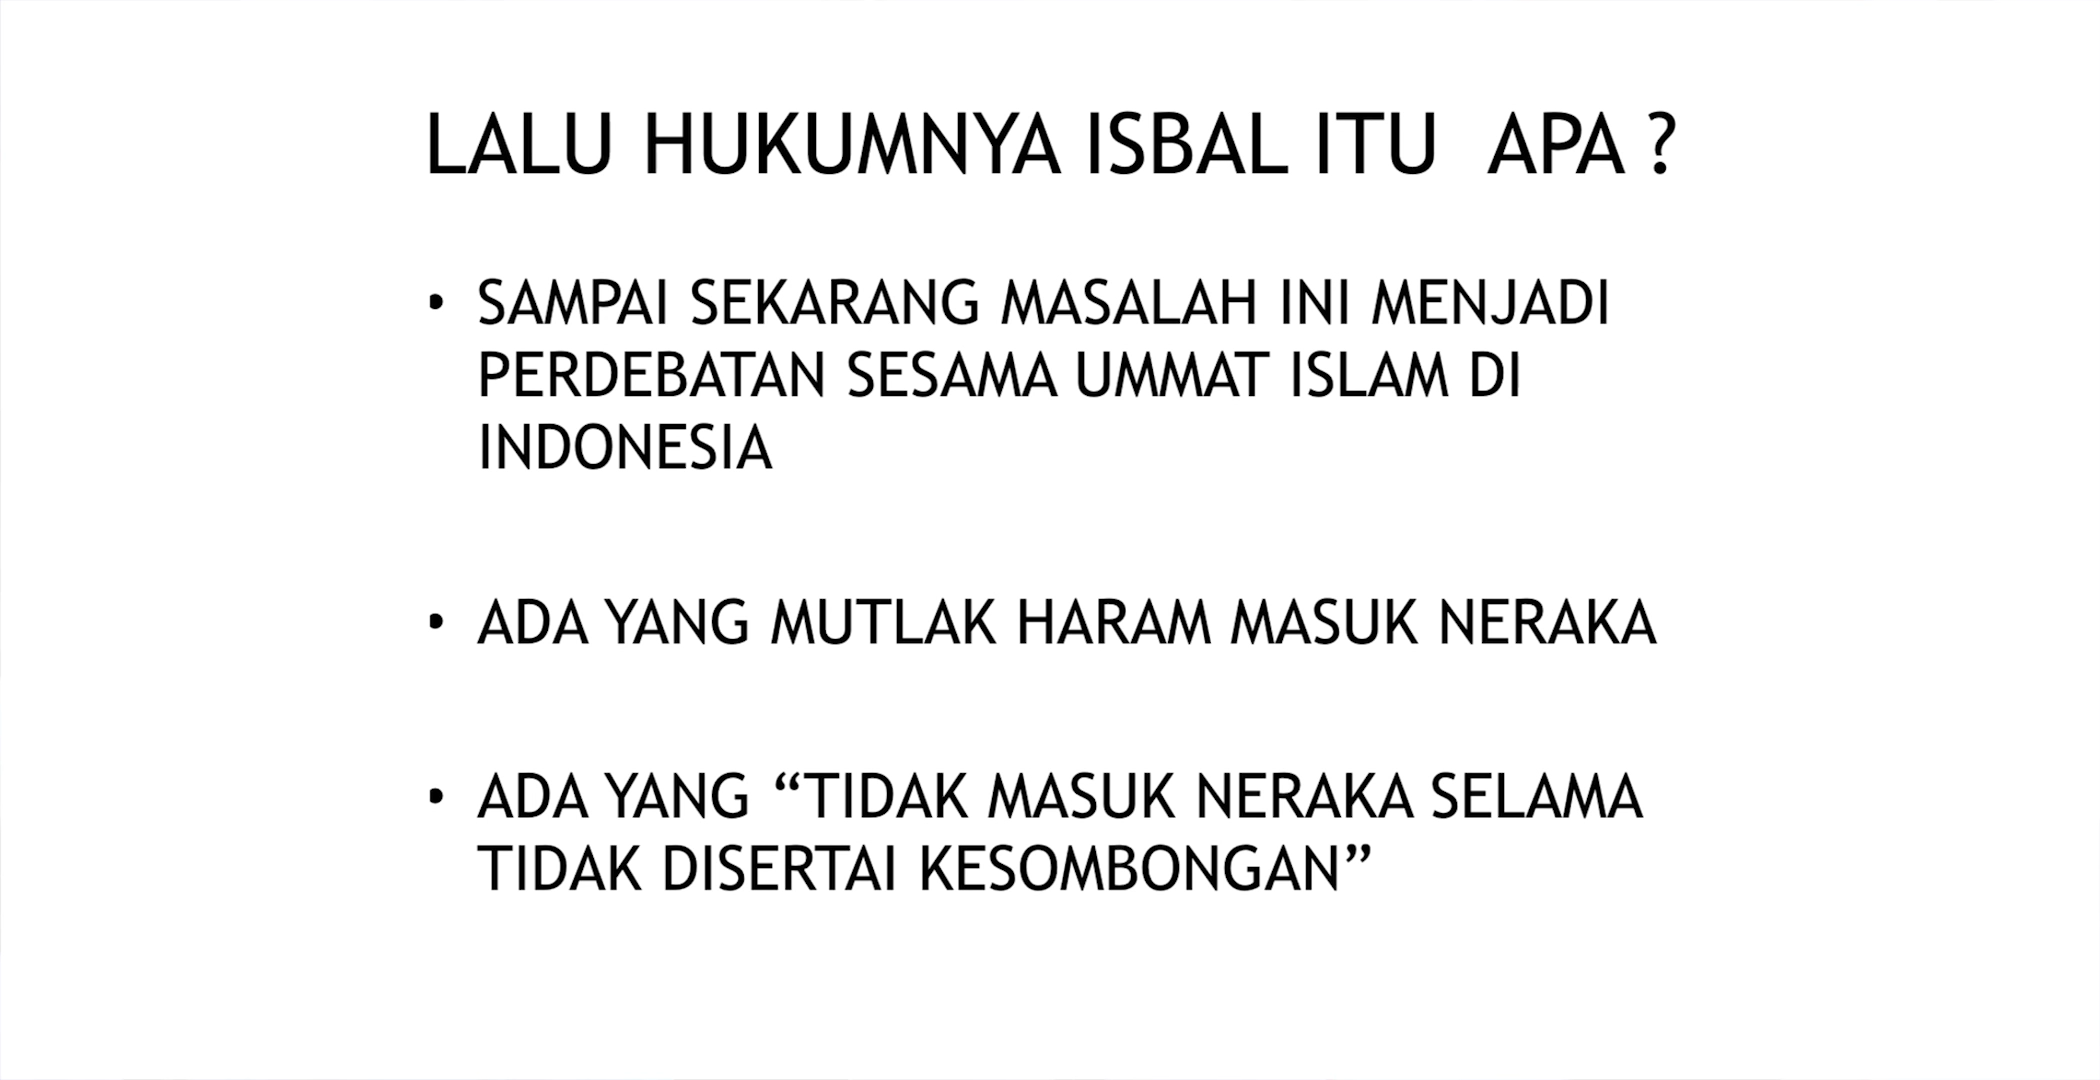 LALU HUKUMNYA ISBAL ITU  APA ?
• SAMPAI SEKARANG MASALAH INI MENJADI
PERDEBATAN SESAMA UMMAT ISLAM DI
INDONESIA
• ADA YANG MUTLAK HARAM MASUK NERAKA
• ADA YANG “TIDAK MASUK NERAKA SELAMA
TIDAK DISERTAI KESOMBONGAN”